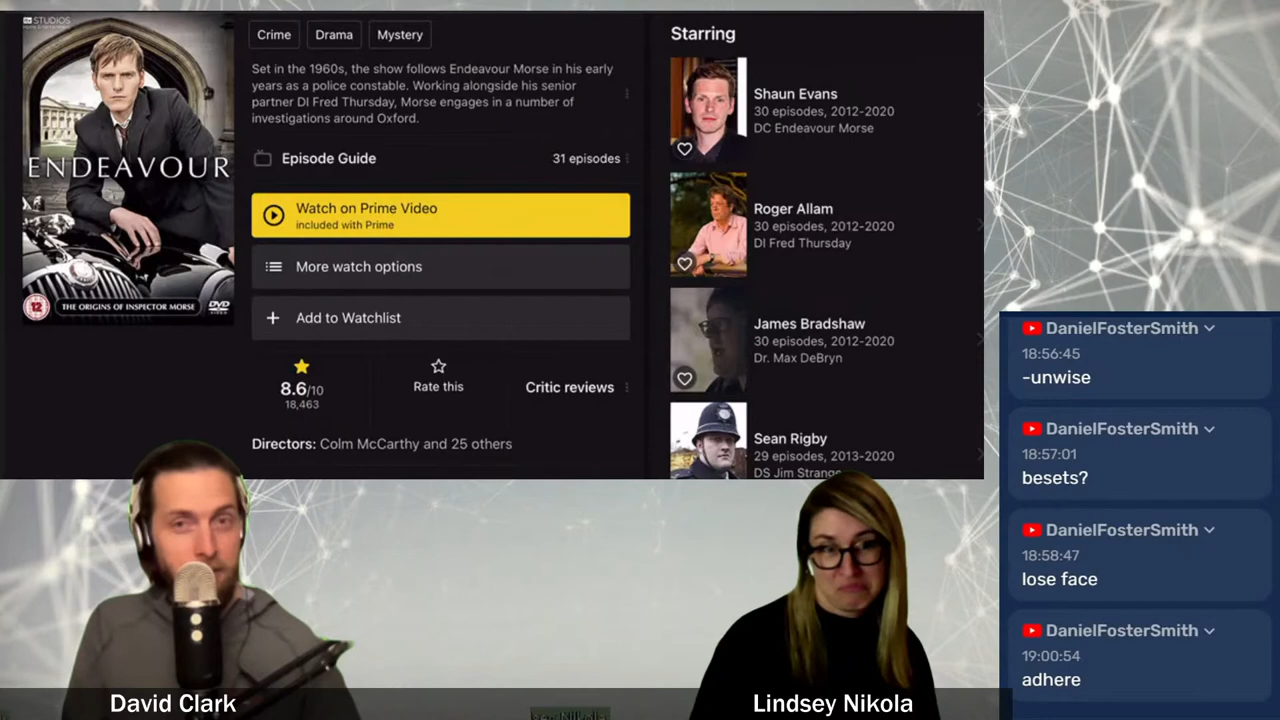 STUDIOS
ENDEAVOUR
12
THE ORIGINS OF INSPECTOR MORSE
DVD
VIDEO
Crime
Drama
Mystery
Set in the 1960s, the show follows Endeavour Morse in his early
years as a police constable. Working alongside his senior
partner DI Fred Thursday, Morse engages in a number of
investigations around Oxford.
Episode Guide
31 episodes
Watch on Prime Video
included with Prime
More watch options
Add to Watchlist
8.6/10
18,463
Rate this
Critic reviews
Directors: Colm McCarthy and 25 others
Starring
Shaun Evans
30 episodes, 2012-2020
DC Endeavour Morse
Roger Allam
30 episodes, 2012-2020
DI Fred Thursday
James Bradshaw
30 episodes, 2012-2020
Dr. Max DeBryn
Sean Rigby
29 episodes, 2013-2020
DS Jim Strange
DanielFosterSmith
18:56:45
-unwise
DanielFosterSmith
18:57:01
besets?
DanielFosterSmith
18:58:47
lose face
DanielFosterSmith
19:00:54
adhere
David Clark
Lindsey Nikola